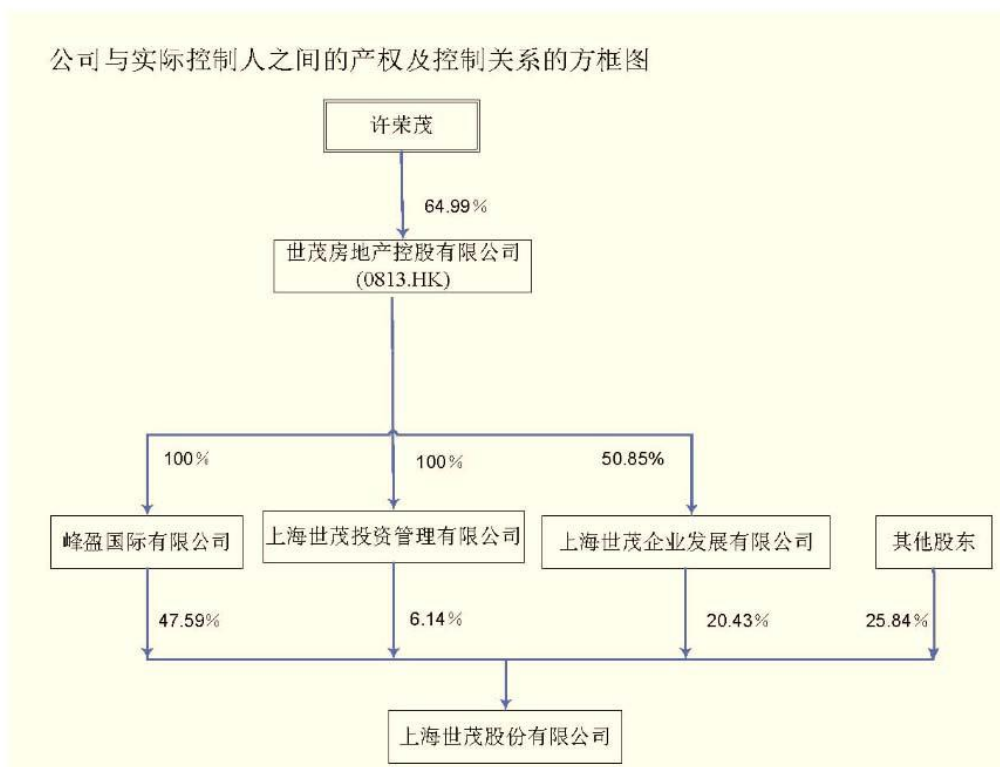 公司与实际控制人之间的产权及控制关系的方框图
许荣茂
64.99%
世茂房地产控股有限公司
(0813.HK)
100%
100%
50.85%
峰盈国际有限公司
上海世茂投资管理有限公司
上海世茂企业发展有限公司
其他股东
47.59%
6.14%
20.43%
25.84%
上海世茂股份有限公司